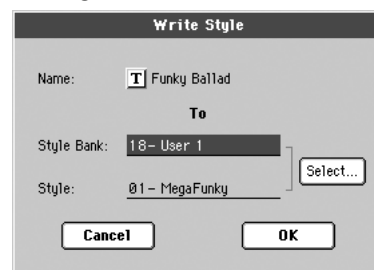 Write Style
Name: T Funky Ballad
To
Style Bank: 18- User 1
Select...
Style: 01- MegaFunky
Cancel OK